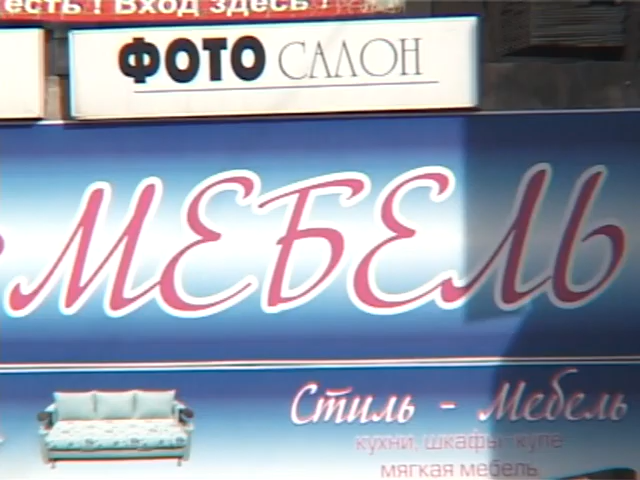 есть ! Вход здесь !
ФОТО САЛОН
МЕБЕЛЬ
Стиль - Мебель
кухни, шкафы-купе
мягкая мебель